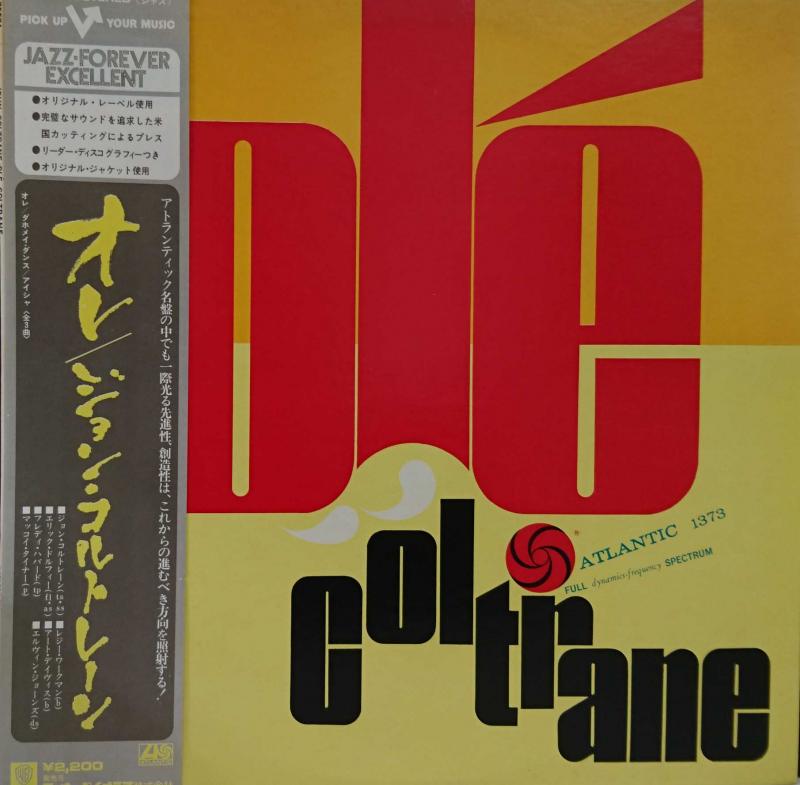 PICK UP YOUR MUSIC
JAZZ-FOREVER
EXCELLENT
●オリジナル・レーベル使用
●完璧なサウンドを追求した米
国カッティングによるプレス
●リーダー・ディスコグラフィーつき
●オリジナル・ジャケット使用
アトランティック名盤の中でも一際光る先進性、創造性は、これからの進むべき方向を照射する!
オレ/ジョン・コルトレーン
オレ/ダホメイ・ダンス/アイシャ〈全3曲〉
■ジョン・コルトレーン(ts・ss)
■エリック・ドルフィー(fl・as)
■フレディ・ハバード(tp)
■マッコイ・タイナー(p)
■レジー・ワークマン(b)
■アート・デイヴィス(b)
■エルヴィン・ジョーンズ(ds)
¥2,200
ATLANTIC
olé
coltrane
ATLANTIC 1373
FULL dynamics-frequency SPECTRUM